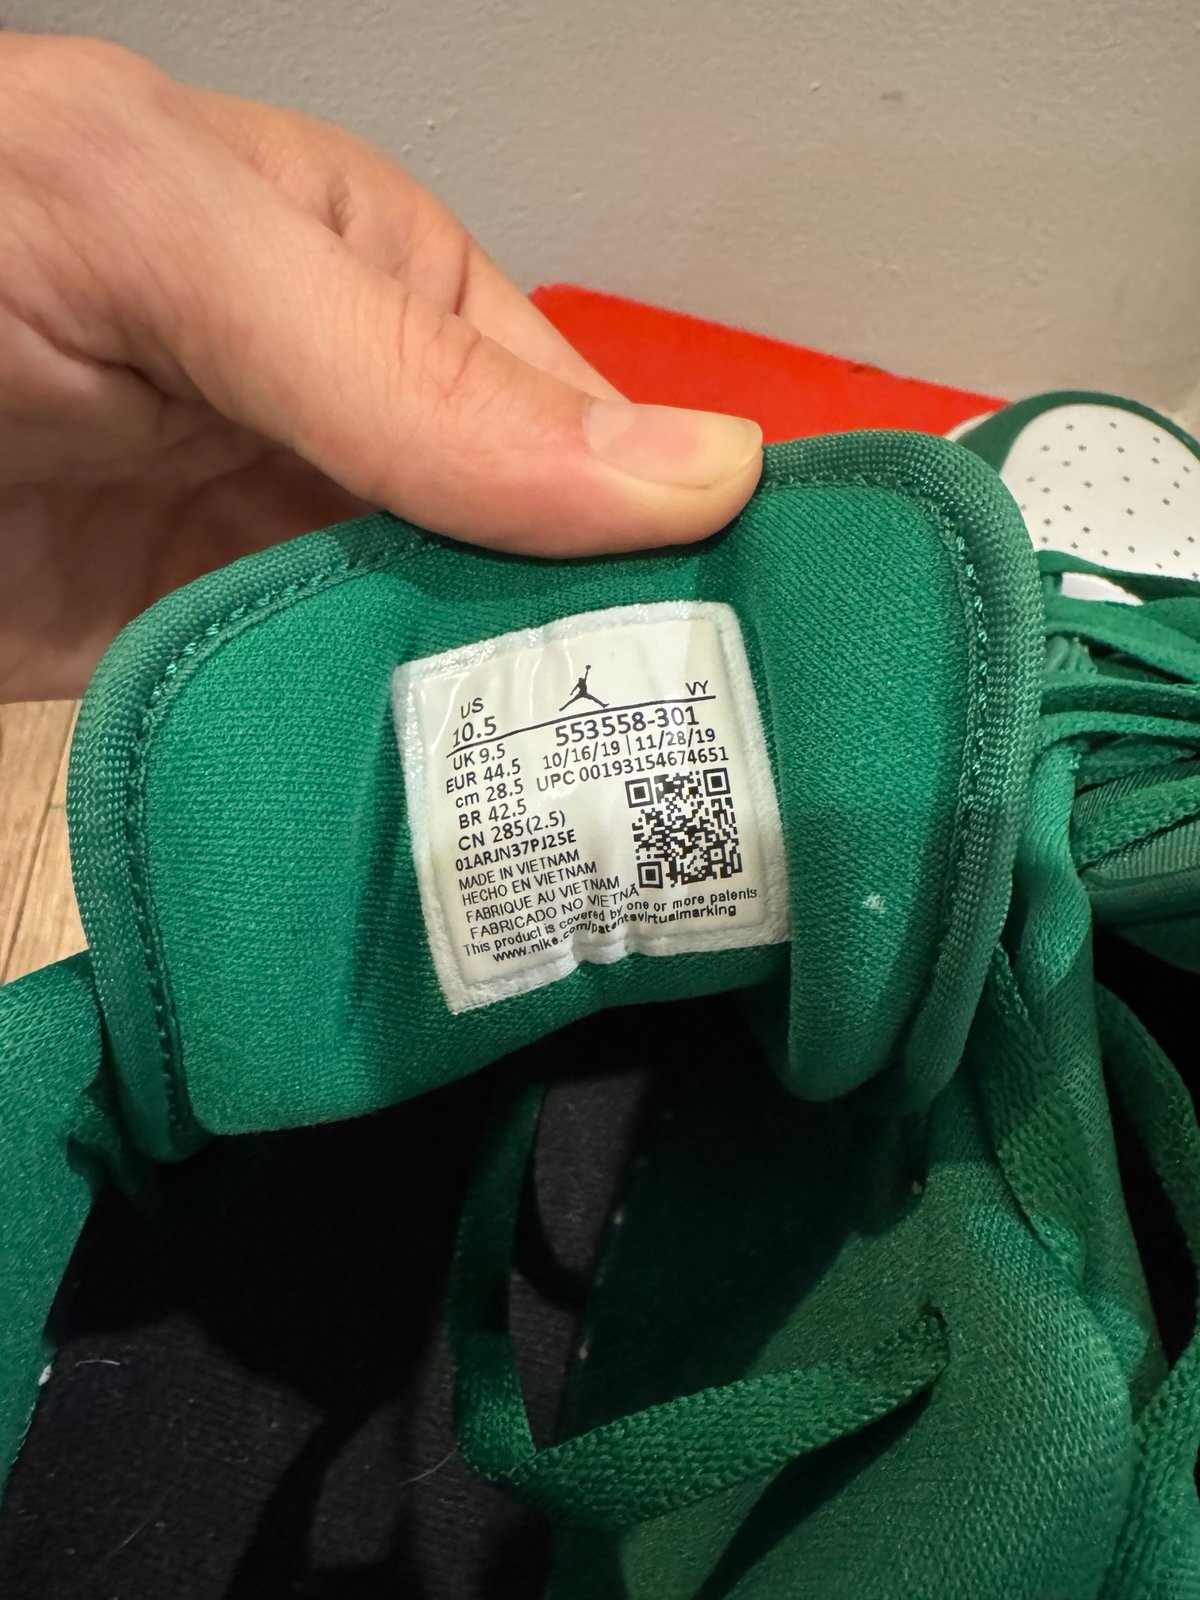 US
10.5
VY
UK 9.5
553558-301
EUR 44.5
10/16/19 | 11/28/19
cm 28.5
UPC 00193154674651
BR 42.5
CN 285(2.5)
01ARJN37PJ2SE
MADE IN VIETNAM
HECHO EN VIETNAM
FABRIQUE AU VIETNAM
FABRICADO NO VIETNÃ
This product is covered by one or more patents
www.nike.com/patentsvirtualmarking